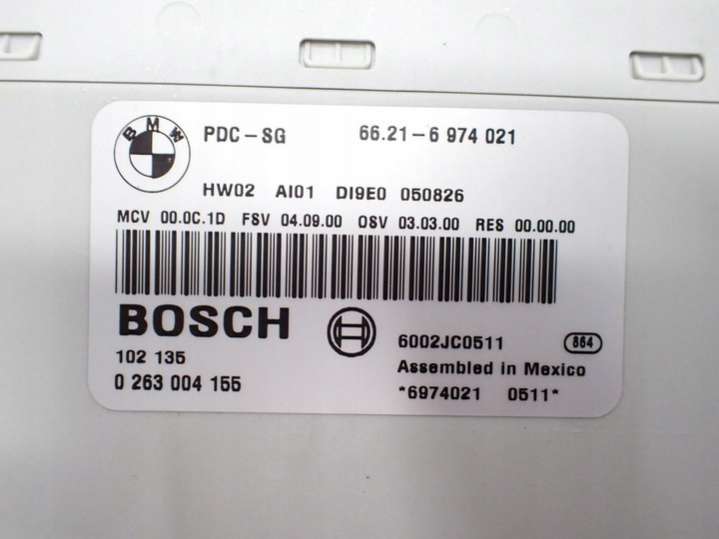 BMW
PDC-SG 66.21-6 974 021
HW02 AI01 DI9E0 050826
MCV 00.0C.1D FSV 04.09.00 OSV 03.03.00 RES 00.00.00
BOSCH
102 135
0 263 004 155
6002JC0511 864
Assembled in Mexico
*6974021 0511*